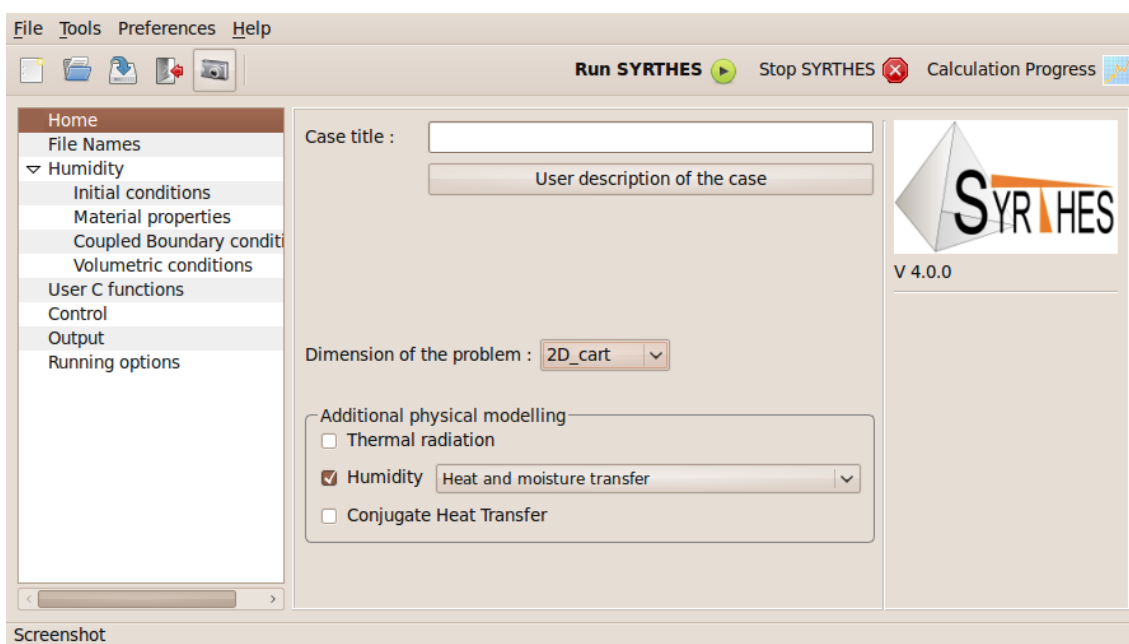 File Tools Preferences Help
Run SYRTHES Stop SYRTHES Calculation Progress
Home
File Names
Humidity
Initial conditions
Material properties
Coupled Boundary conditi
Volumetric conditions
User C functions
Control
Output
Running options
Case title :
User description of the case
Dimension of the problem : 2D_cart
Additional physical modelling
Thermal radiation
Humidity Heat and moisture transfer
Conjugate Heat Transfer
SYRTHES
V 4.0.0
Screenshot